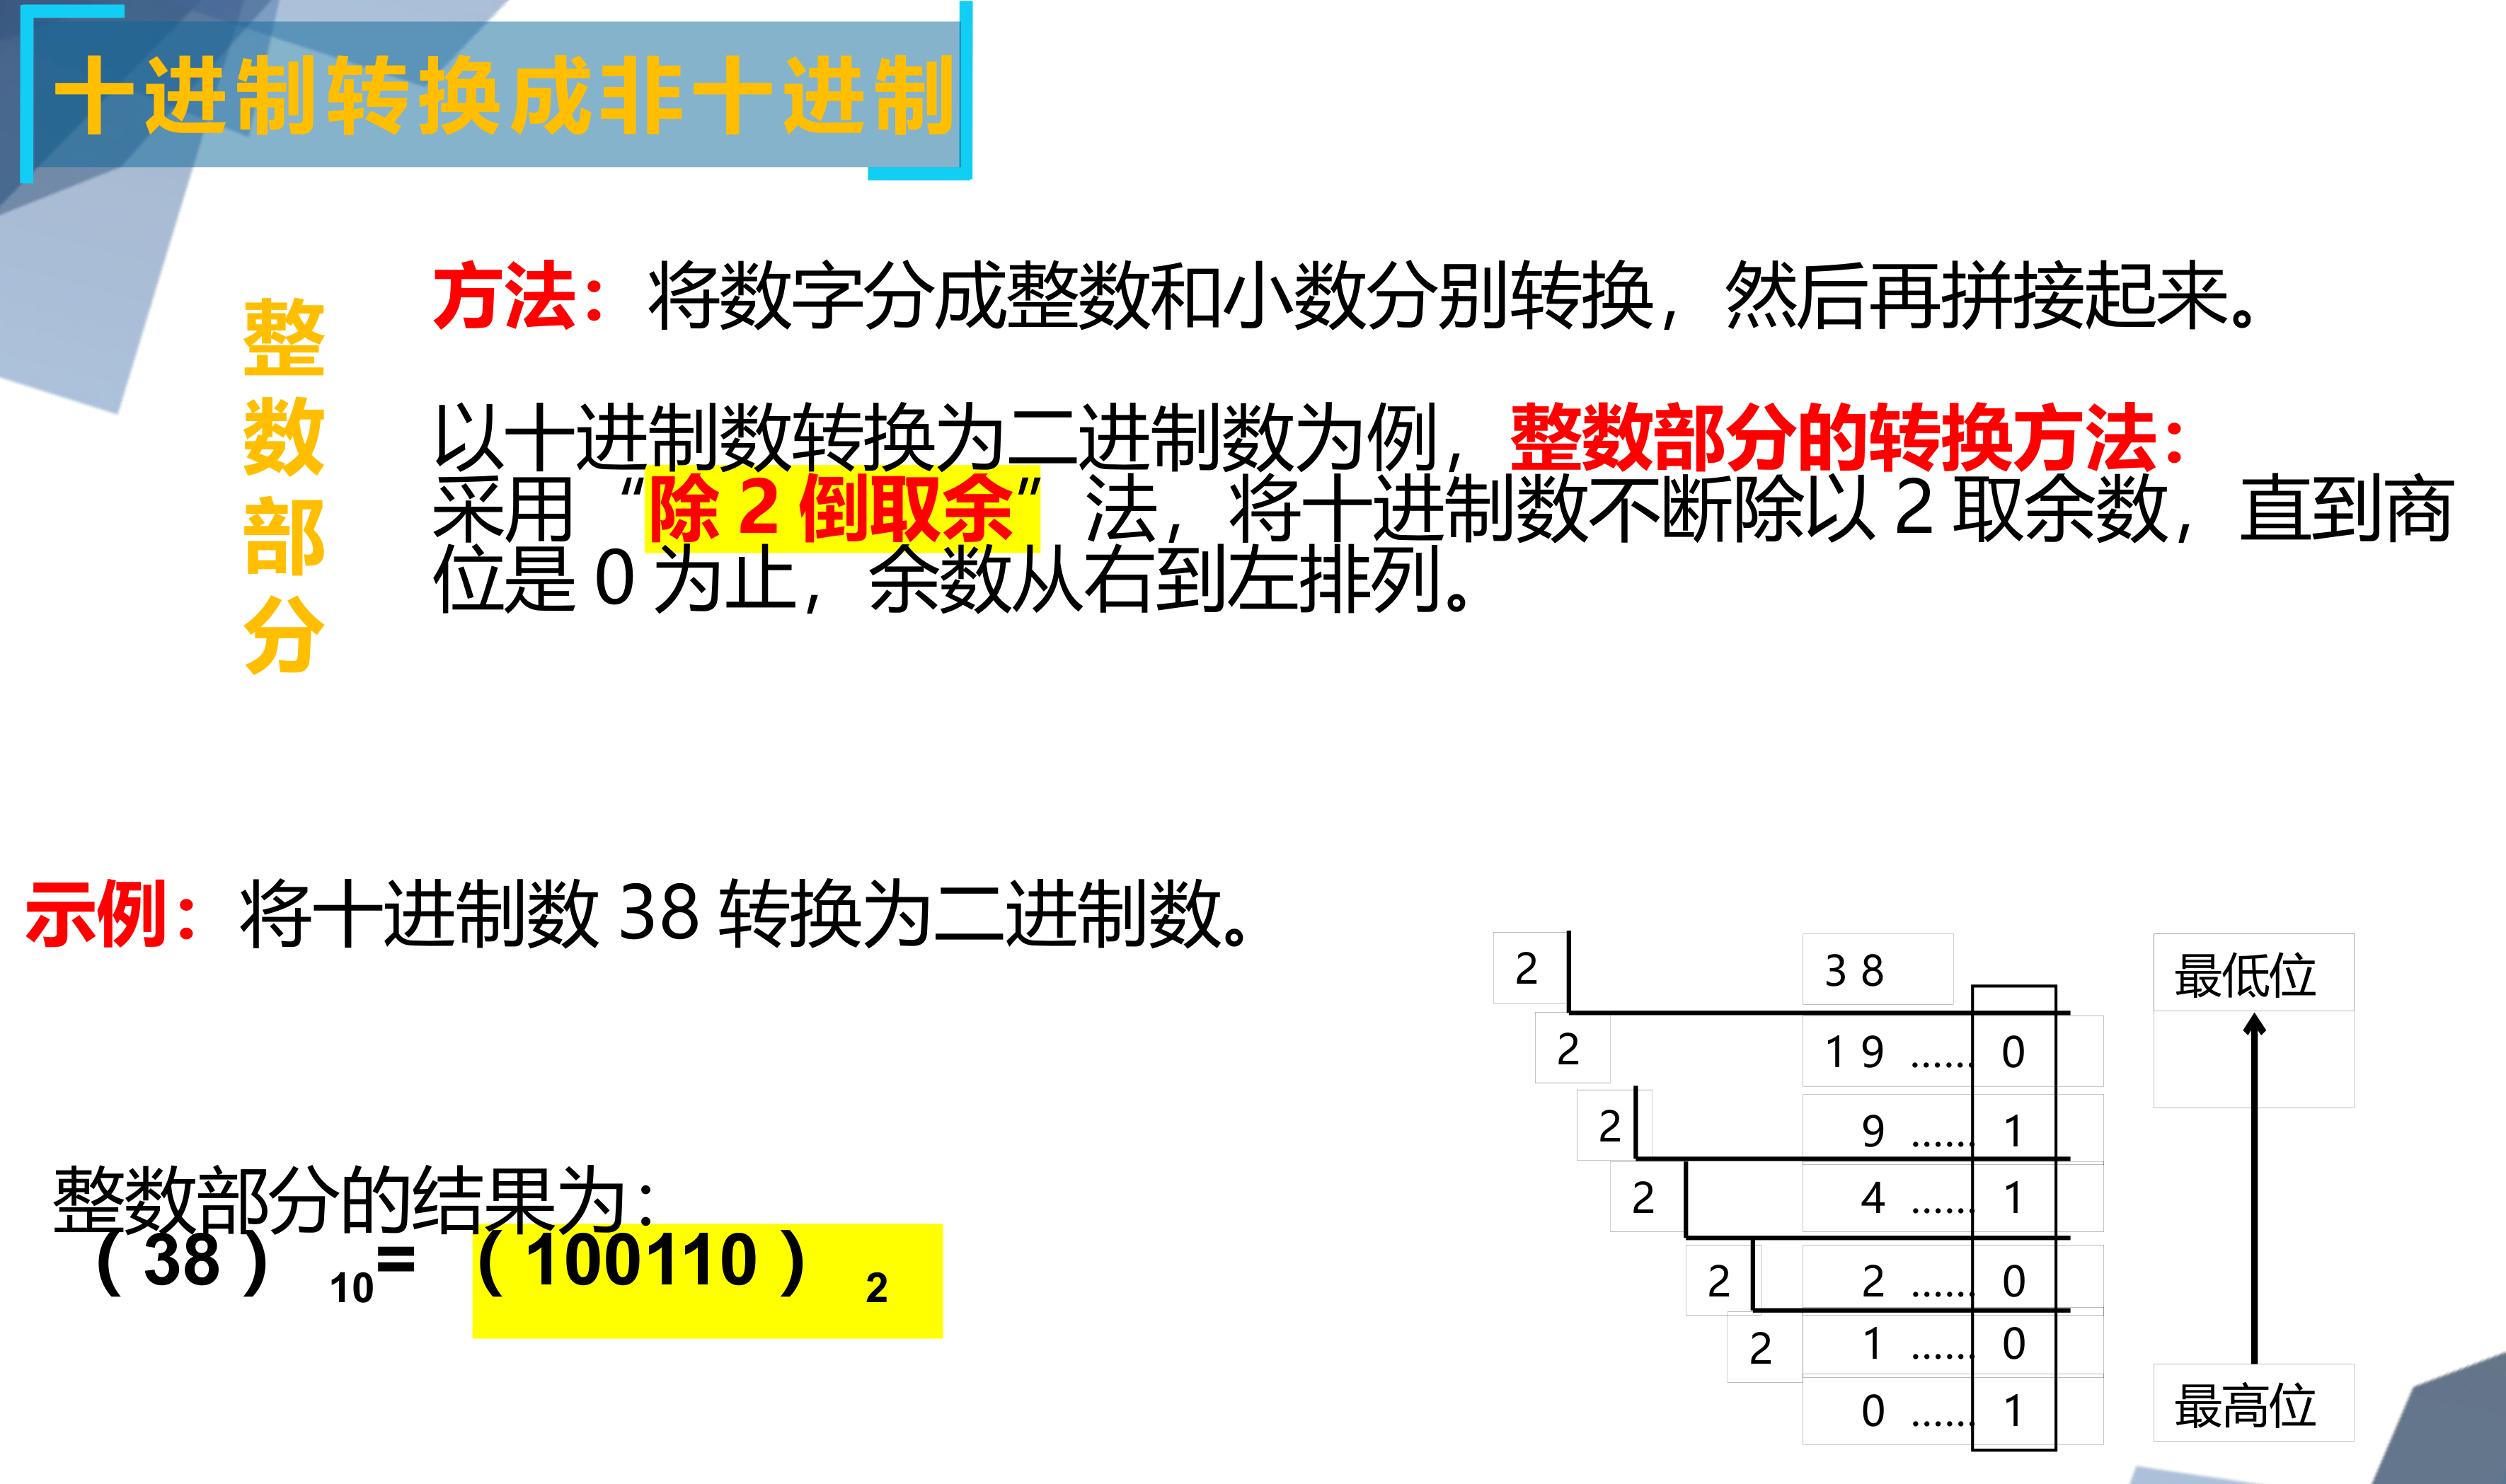 十进制转换成非十进制
整数部分
方法：将数字分成整数和小数分别转换，然后再拼接起来。
以十进制数转换为二进制数为例，整数部分的转换方法：
采用“除2倒取余”法，将十进制数不断除以2取余数，直到商
位是0为止，余数从右到左排列。
示例：将十进制数38转换为二进制数。
整数部分的结果为：
（38）10=（100110）2
2 38 最低位
2 19 …… 0
2 9 …… 1
2 4 …… 1
2 2 …… 0
2 1 …… 0
0 …… 1 最高位